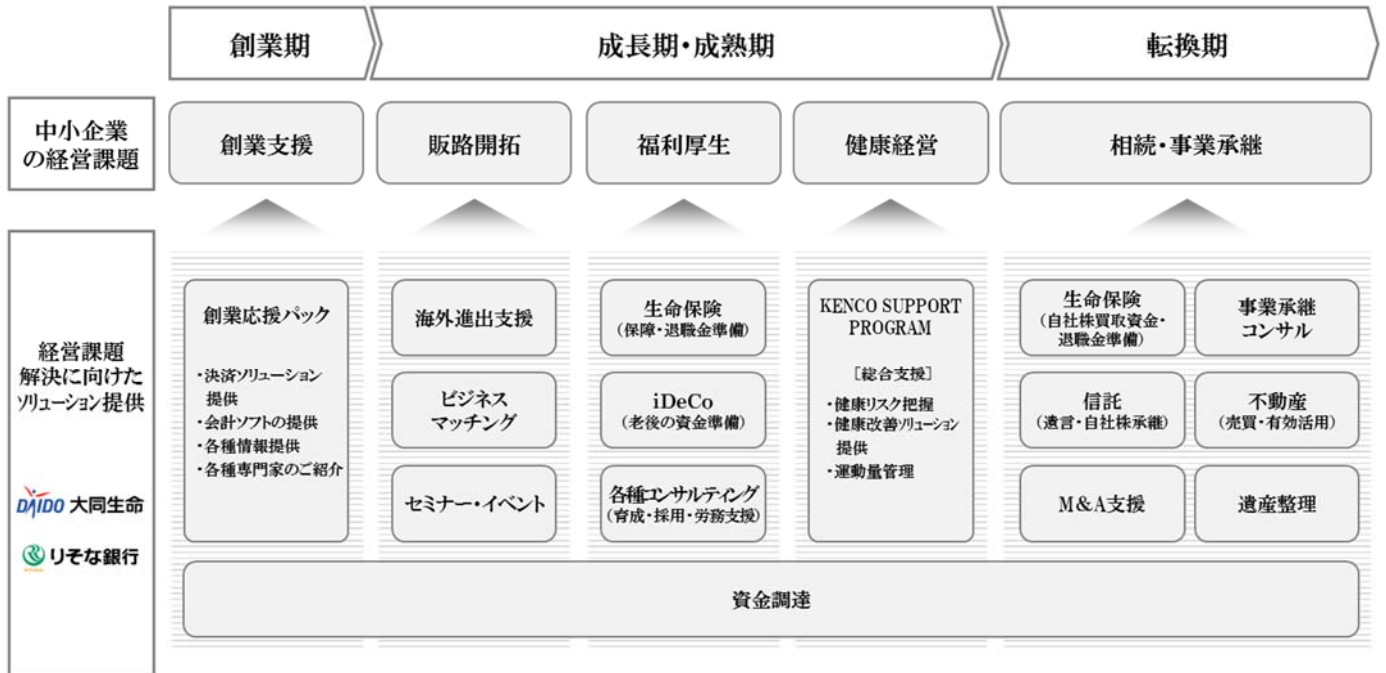 創業期
成長期・成熟期
転換期
中小企業
の経営課題
創業支援
販路開拓
福利厚生
健康経営
相続・事業承継
経営課題
解決に向けた
ソリューション提供
DAIDO 大同生命
りそな銀行
創業応援パック
・決済ソリューション
提供
・会計ソフトの提供
・各種情報提供
・各種専門家のご紹介
海外進出支援
ビジネス
マッチング
セミナー・イベント
生命保険
(保障・退職金準備)
iDeCo
(老後の資金準備)
各種コンサルティング
(育成・採用・労務支援)
KENCO SUPPORT
PROGRAM
[総合支援]
・健康リスク把握
・健康改善ソリューション
提供
・運動量管理
生命保険
(自社株買取資金・
退職金準備)
事業承継
コンサル
信託
(遺言・自社株承継)
不動産
(売買・有効活用)
M&A支援
遺産整理
資金調達